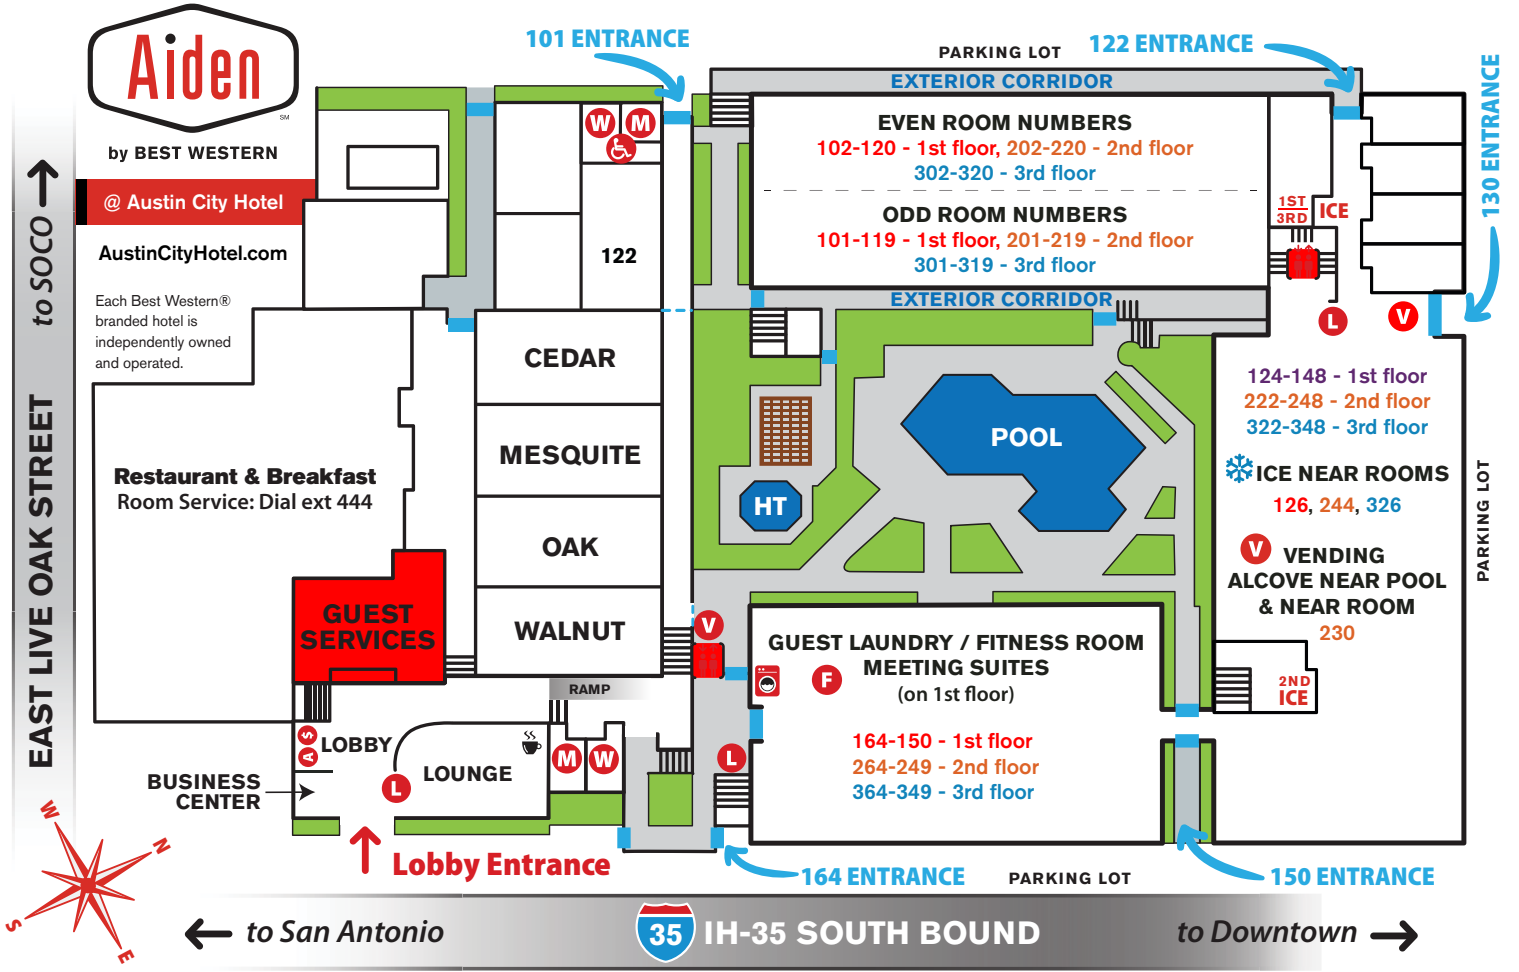 Aiden
SM
by BEST WESTERN
@ Austin City Hotel
AustinCityHotel.com
Each Best Western®
branded hotel is
independently owned
and operated.
to SOCO
EAST LIVE OAK STREET
101 ENTRANCE
PARKING LOT
122 ENTRANCE
130 ENTRANCE
EXTERIOR CORRIDOR
W M
EVEN ROOM NUMBERS
102-120 - 1st floor, 202-220 - 2nd floor
302-320 - 3rd floor
ODD ROOM NUMBERS
101-119 - 1st floor, 201-219 - 2nd floor
301-319 - 3rd floor
EXTERIOR CORRIDOR
1ST
3RD
ICE
L
V
122
CEDAR
MESQUITE
OAK
WALNUT
Restaurant & Breakfast
Room Service: Dial ext 444
GUEST
SERVICES
POOL
HT
124-148 - 1st floor
222-248 - 2nd floor
322-348 - 3rd floor
ICE NEAR ROOMS
126, 244, 326
V VENDING
ALCOVE NEAR POOL
& NEAR ROOM
230
PARKING LOT
2ND
ICE
V
GUEST LAUNDRY / FITNESS ROOM
MEETING SUITES
(on 1st floor)
F
164-150 - 1st floor
264-249 - 2nd floor
364-349 - 3rd floor
L
RAMP
A S
LOBBY
LOUNGE
L
M W
BUSINESS
CENTER
Lobby Entrance
164 ENTRANCE
PARKING LOT
150 ENTRANCE
W
N
S
E
to San Antonio
35
IH-35 SOUTH BOUND
to Downtown